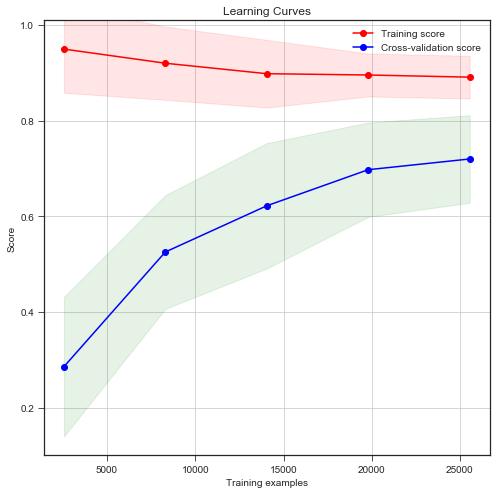 Learning Curves
Training score
Cross-validation score
1.0
0.8
0.6
0.4
0.2
Score
5000
10000
15000
20000
25000
Training examples